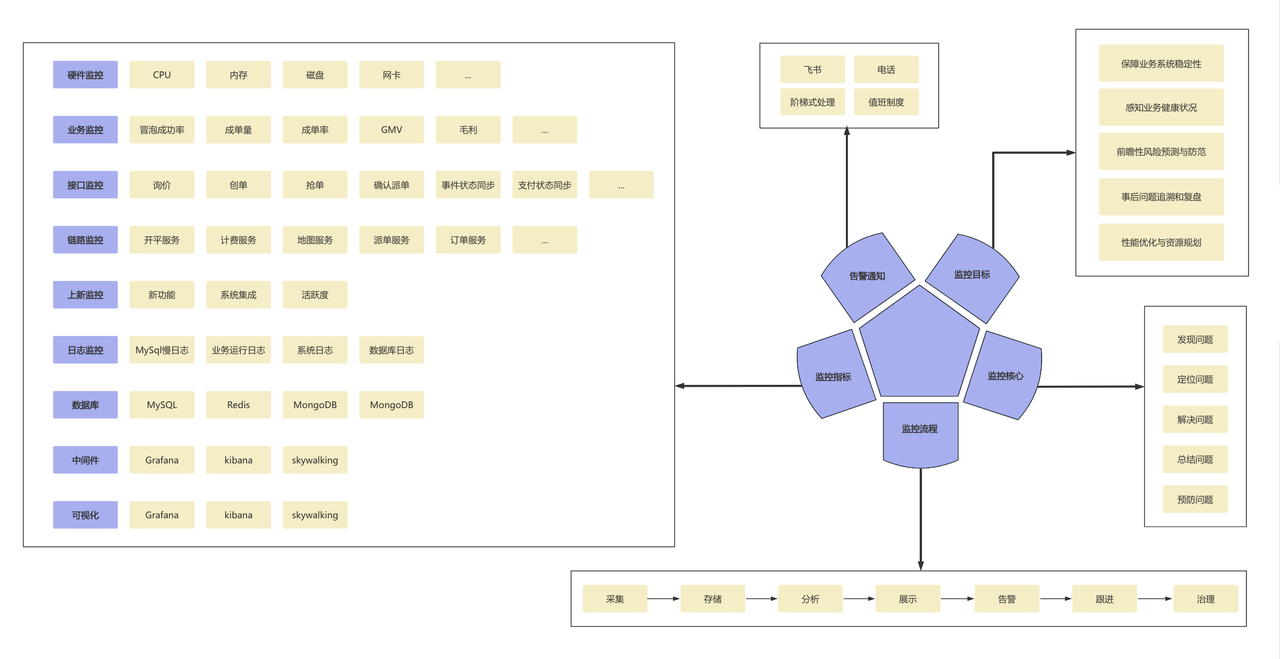 硬件监控 CPU 内存 磁盘 网卡 ...
业务监控 冒泡成功率 成单量 成单率 GMV 毛利 ...
接口监控 询价 创单 抢单 确认派单 事件状态同步 支付状态同步 ...
链路监控 开平服务 计费服务 地图服务 派单服务 订单服务 ...
上新监控 新功能 系统集成 活跃度
日志监控 MySql慢日志 业务运行日志 系统日志 数据库日志
数据库 MySQL Redis MongoDB MongoDB
中间件 Grafana kibana skywalking
可视化 Grafana kibana skywalking
飞书 电话
阶梯式处理 值班制度
保障业务系统稳定性
感知业务健康状况
前瞻性风险预测与防范
事后问题追溯和复盘
性能优化与资源规划
告警通知
监控目标
监控指标
监控核心
监控流程
发现问题
定位问题
解决问题
总结问题
预防问题
采集 存储 分析 展示 告警 跟进 治理